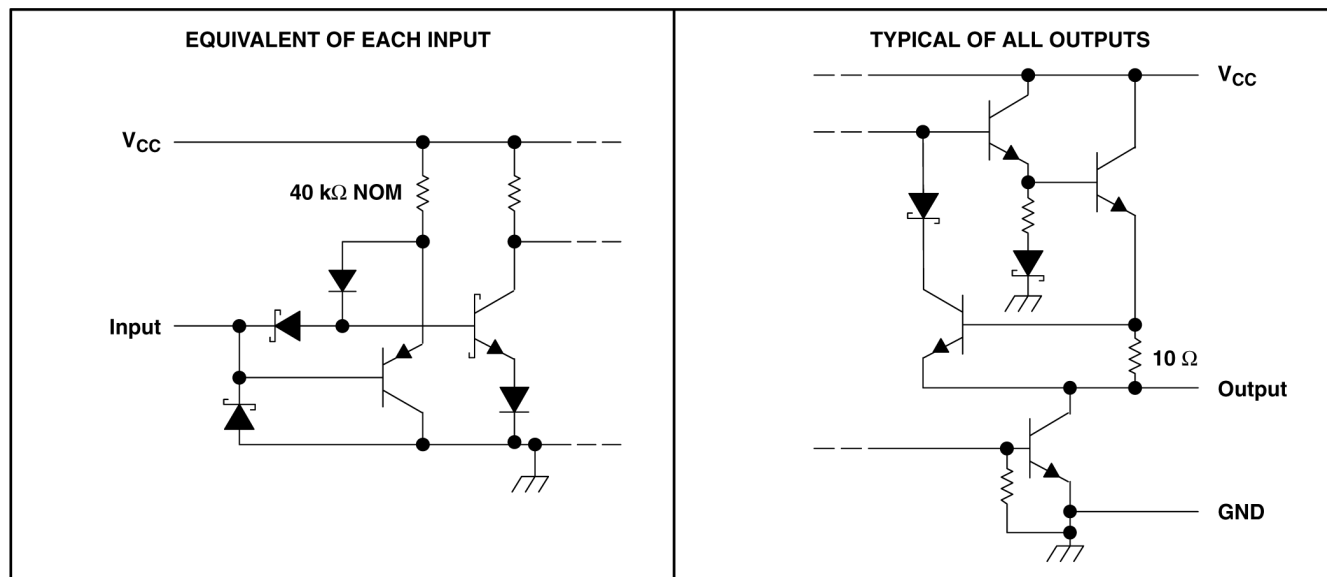 EQUIVALENT OF EACH INPUT
VCC
40 kΩ NOM
Input
TYPICAL OF ALL OUTPUTS
VCC
10 Ω
Output
GND